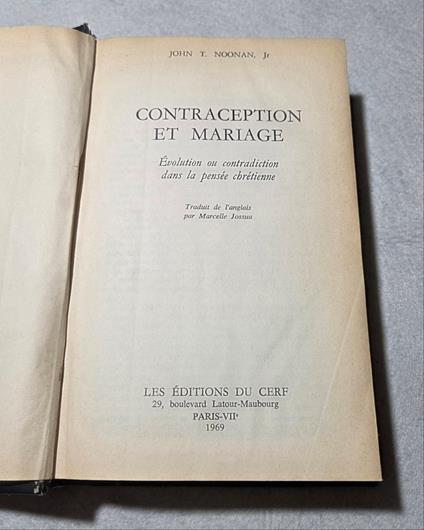 JOHN T. NOONAN, Jr
CONTRACEPTION
ET MARIAGE
Évolution ou contradiction
dans la pensée chrétienne
Traduit de l'anglais
par Marcelle Jossua
LES ÉDITIONS DU CERF
29, boulevard Latour-Maubourg
PARIS-VIIe
1969